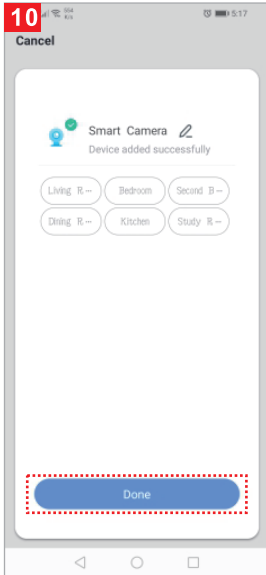 10 5:17
Cancel
Smart Camera
Device added successfully
Living R ··· Bedroom Second B ···
Dining R ··· Kitchen Study R ···
Done